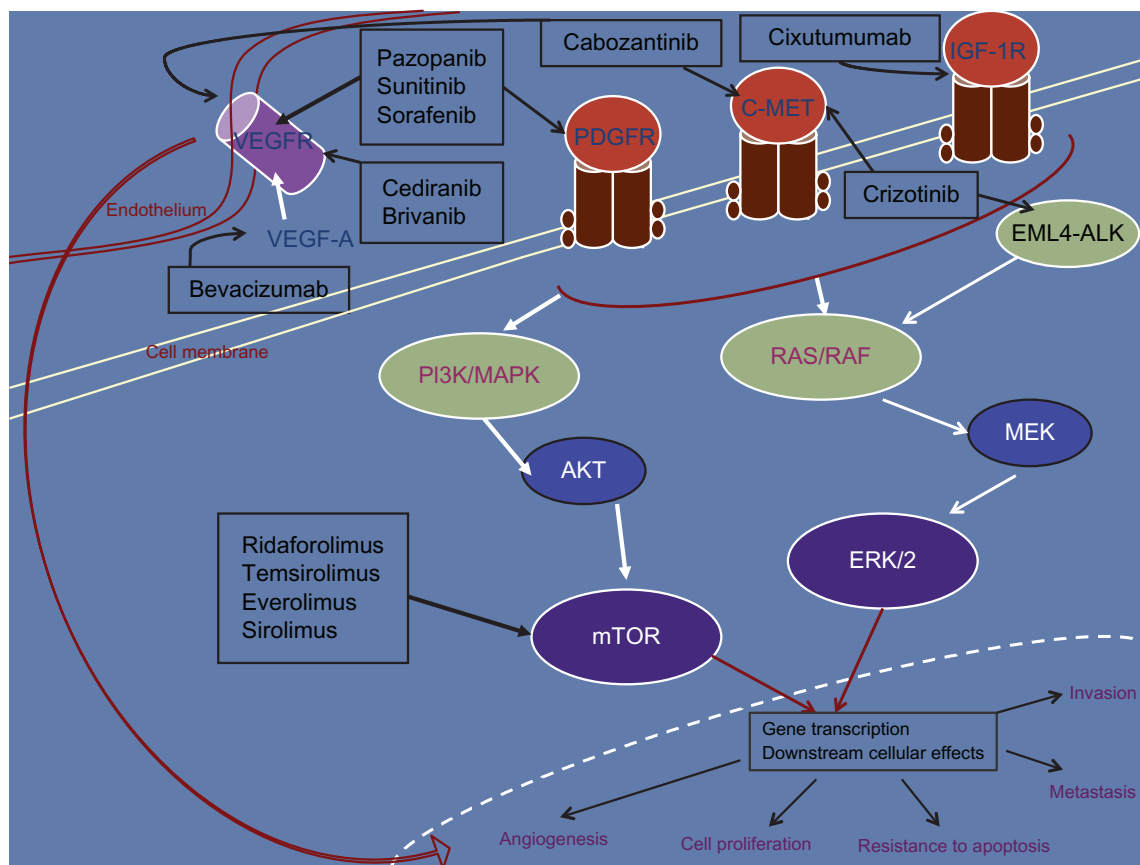 Cabozantinib
Cixutumumab
IGF-1R
Pazopanib
Sunitinib
Sorafenib
C-MET
VEGFR
PDGFR
Cediranib
Brivanib
Crizotinib
Endothelium
VEGF-A
EML4-ALK
Bevacizumab
Cell membrane
PI3K/MAPK
RAS/RAF
MEK
AKT
Ridaforolimus
Temsirolimus
Everolimus
Sirolimus
ERK/2
mTOR
Invasion
Gene transcription
Downstream cellular effects
Metastasis
Angiogenesis
Cell proliferation
Resistance to apoptosis